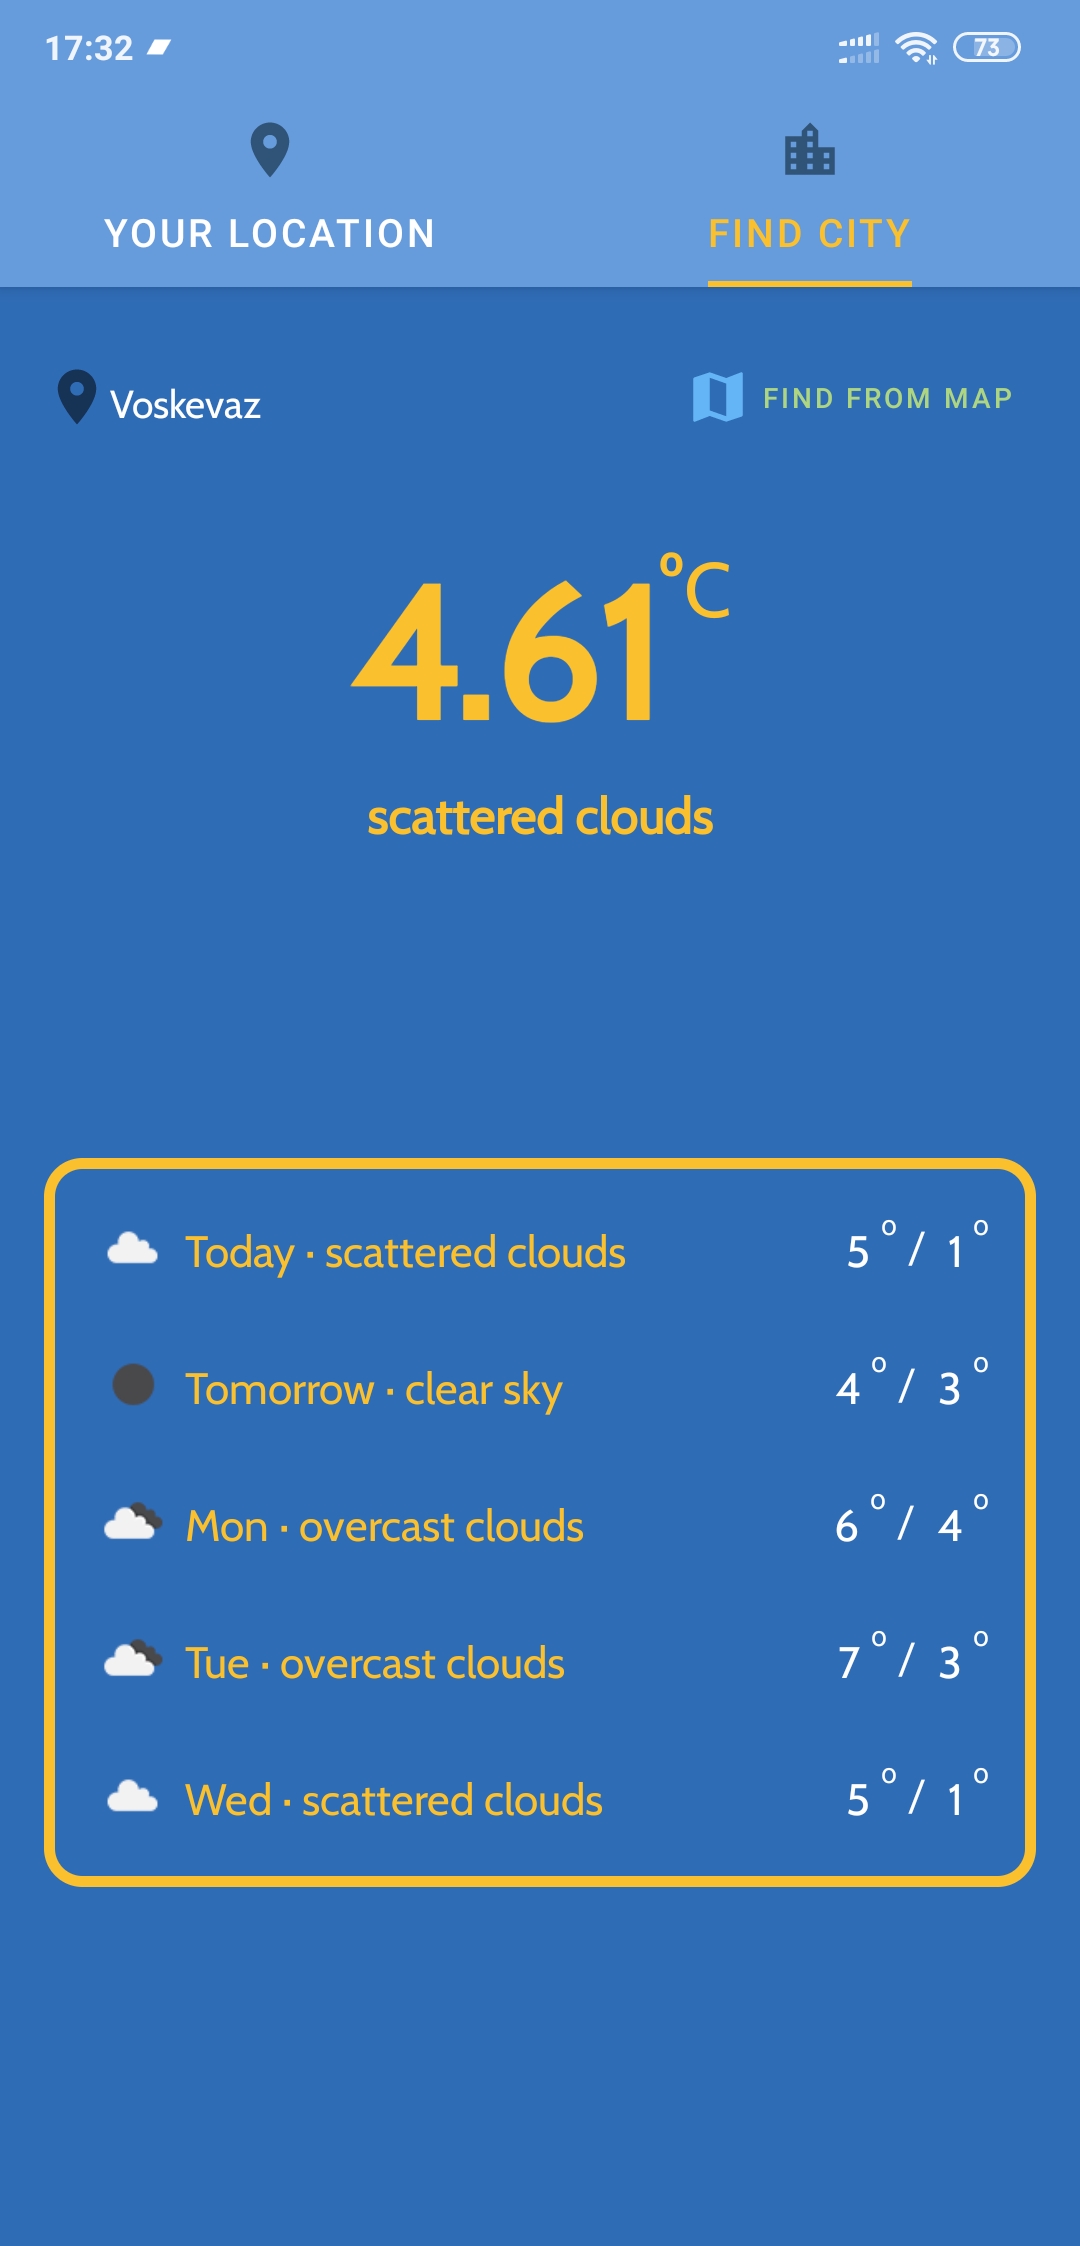 17:32 73
YOUR LOCATION FIND CITY
Voskevaz FIND FROM MAP
4.61°C
scattered clouds
Today · scattered clouds 5° / 1°
Tomorrow · clear sky 4° / 3°
Mon · overcast clouds 6° / 4°
Tue · overcast clouds 7° / 3°
Wed · scattered clouds 5° / 1°